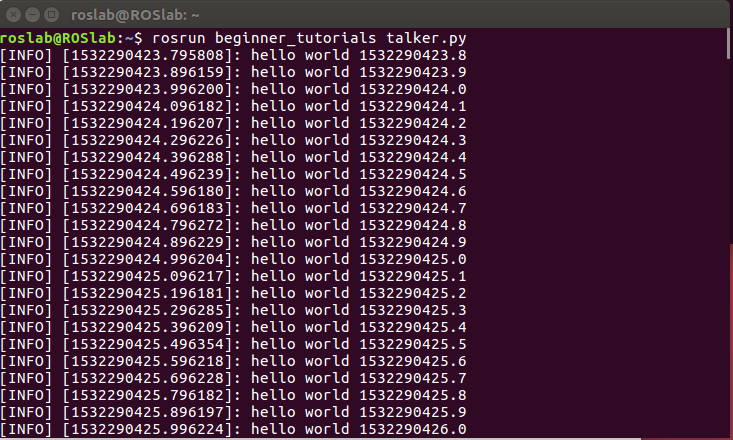 roslab@ROSlab: ~
roslab@ROSlab:~$ rosrun beginner_tutorials talker.py
[INFO] [1532290423.795808]: hello world 1532290423.8
[INFO] [1532290423.896159]: hello world 1532290423.9
[INFO] [1532290423.996200]: hello world 1532290424.0
[INFO] [1532290424.096182]: hello world 1532290424.1
[INFO] [1532290424.196207]: hello world 1532290424.2
[INFO] [1532290424.296226]: hello world 1532290424.3
[INFO] [1532290424.396288]: hello world 1532290424.4
[INFO] [1532290424.496239]: hello world 1532290424.5
[INFO] [1532290424.596180]: hello world 1532290424.6
[INFO] [1532290424.696183]: hello world 1532290424.7
[INFO] [1532290424.796272]: hello world 1532290424.8
[INFO] [1532290424.896229]: hello world 1532290424.9
[INFO] [1532290424.996204]: hello world 1532290425.0
[INFO] [1532290425.096217]: hello world 1532290425.1
[INFO] [1532290425.196181]: hello world 1532290425.2
[INFO] [1532290425.296285]: hello world 1532290425.3
[INFO] [1532290425.396209]: hello world 1532290425.4
[INFO] [1532290425.496354]: hello world 1532290425.5
[INFO] [1532290425.596218]: hello world 1532290425.6
[INFO] [1532290425.696228]: hello world 1532290425.7
[INFO] [1532290425.796182]: hello world 1532290425.8
[INFO] [1532290425.896197]: hello world 1532290425.9
[INFO] [1532290425.996224]: hello world 1532290426.0